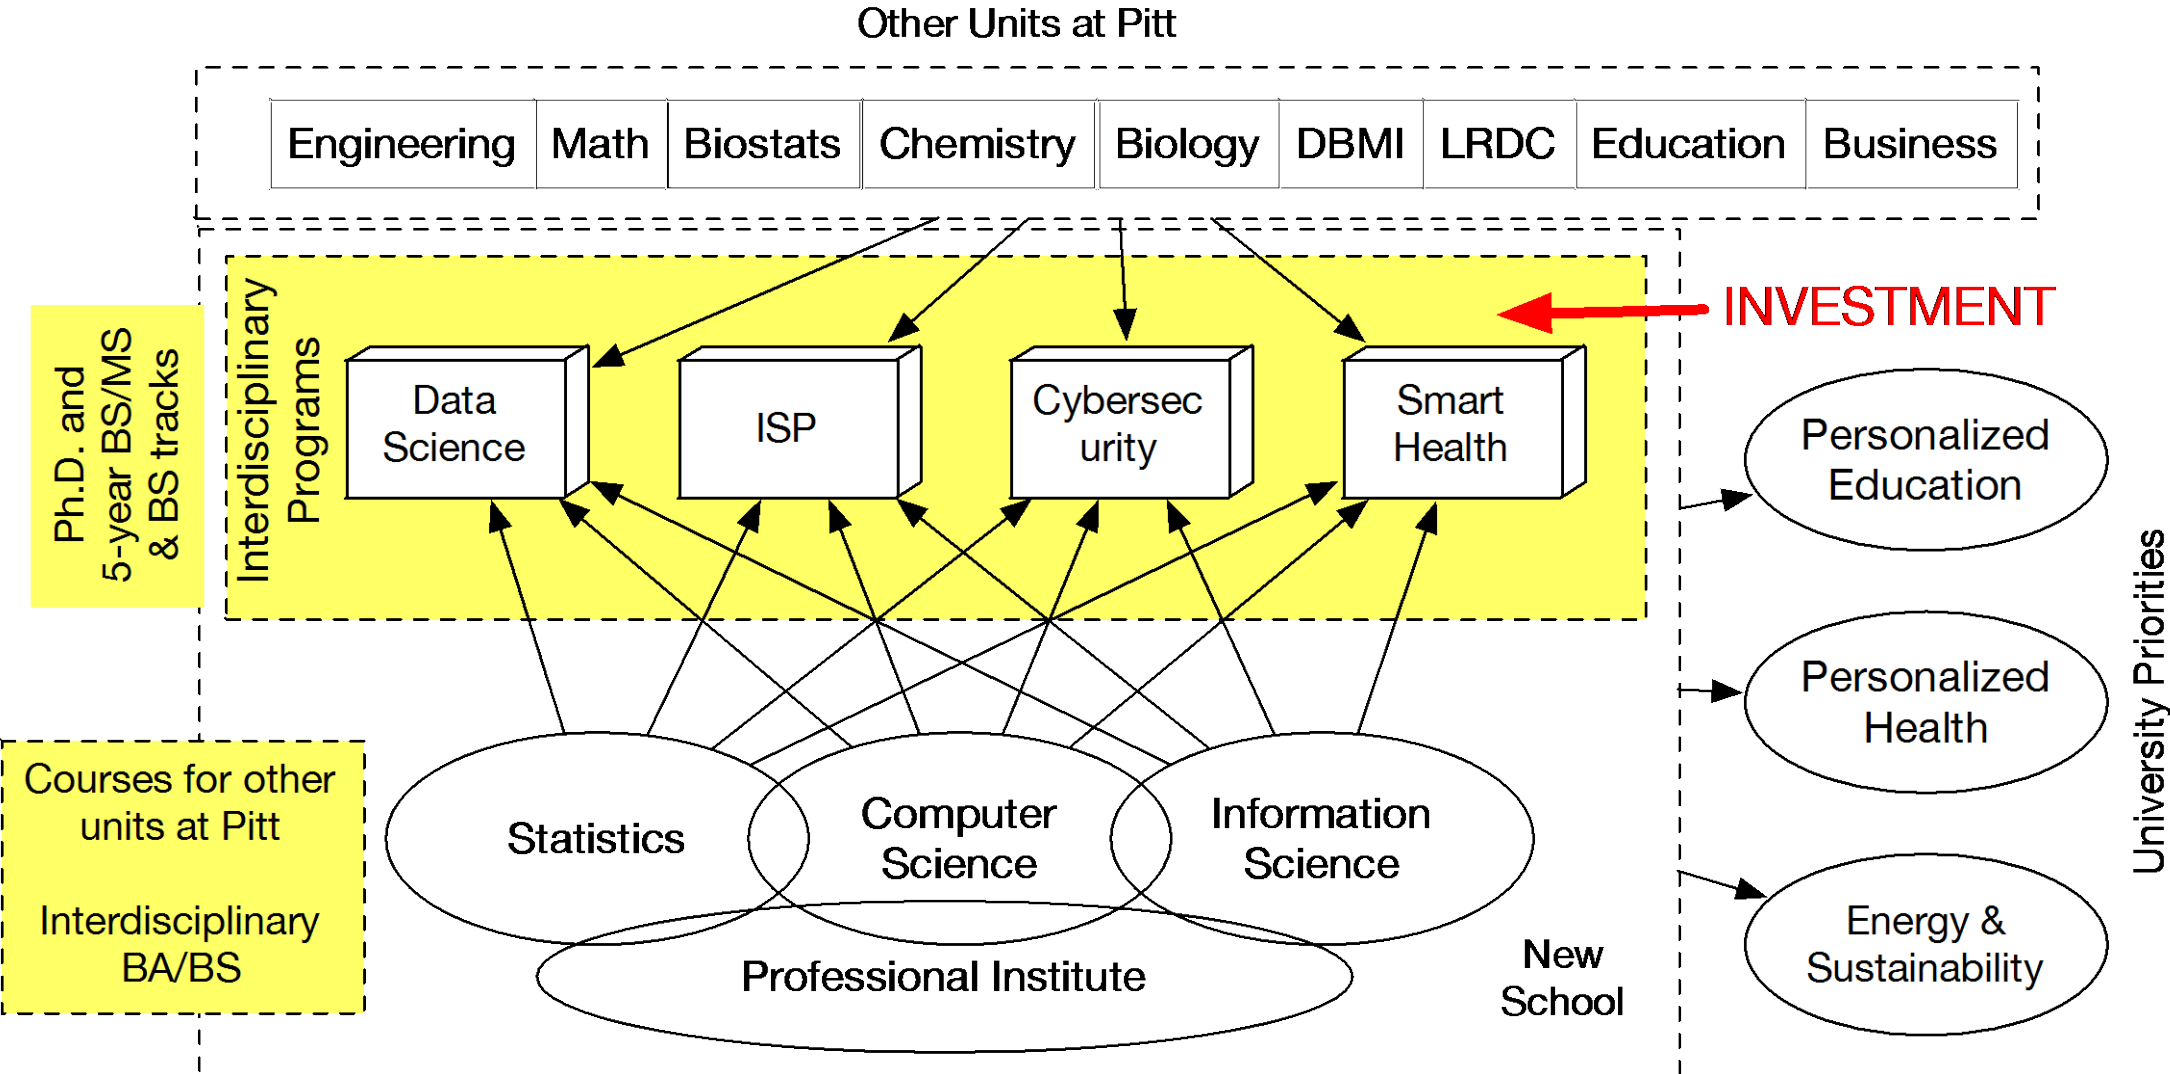 Other Units at Pitt
Engineering Math Biostats Chemistry Biology DBMI LRDC Education Business
INVESTMENT
Ph.D. and
5-year BS/MS
& BS tracks
Interdisciplinary
Programs
Data
Science
ISP
Cybersec
urity
Smart
Health
Personalized
Education
Personalized
Health
Energy &
Sustainability
University Priorities
Courses for other
units at Pitt
Interdisciplinary
BA/BS
Statistics
Computer
Science
Information
Science
Professional Institute
New
School